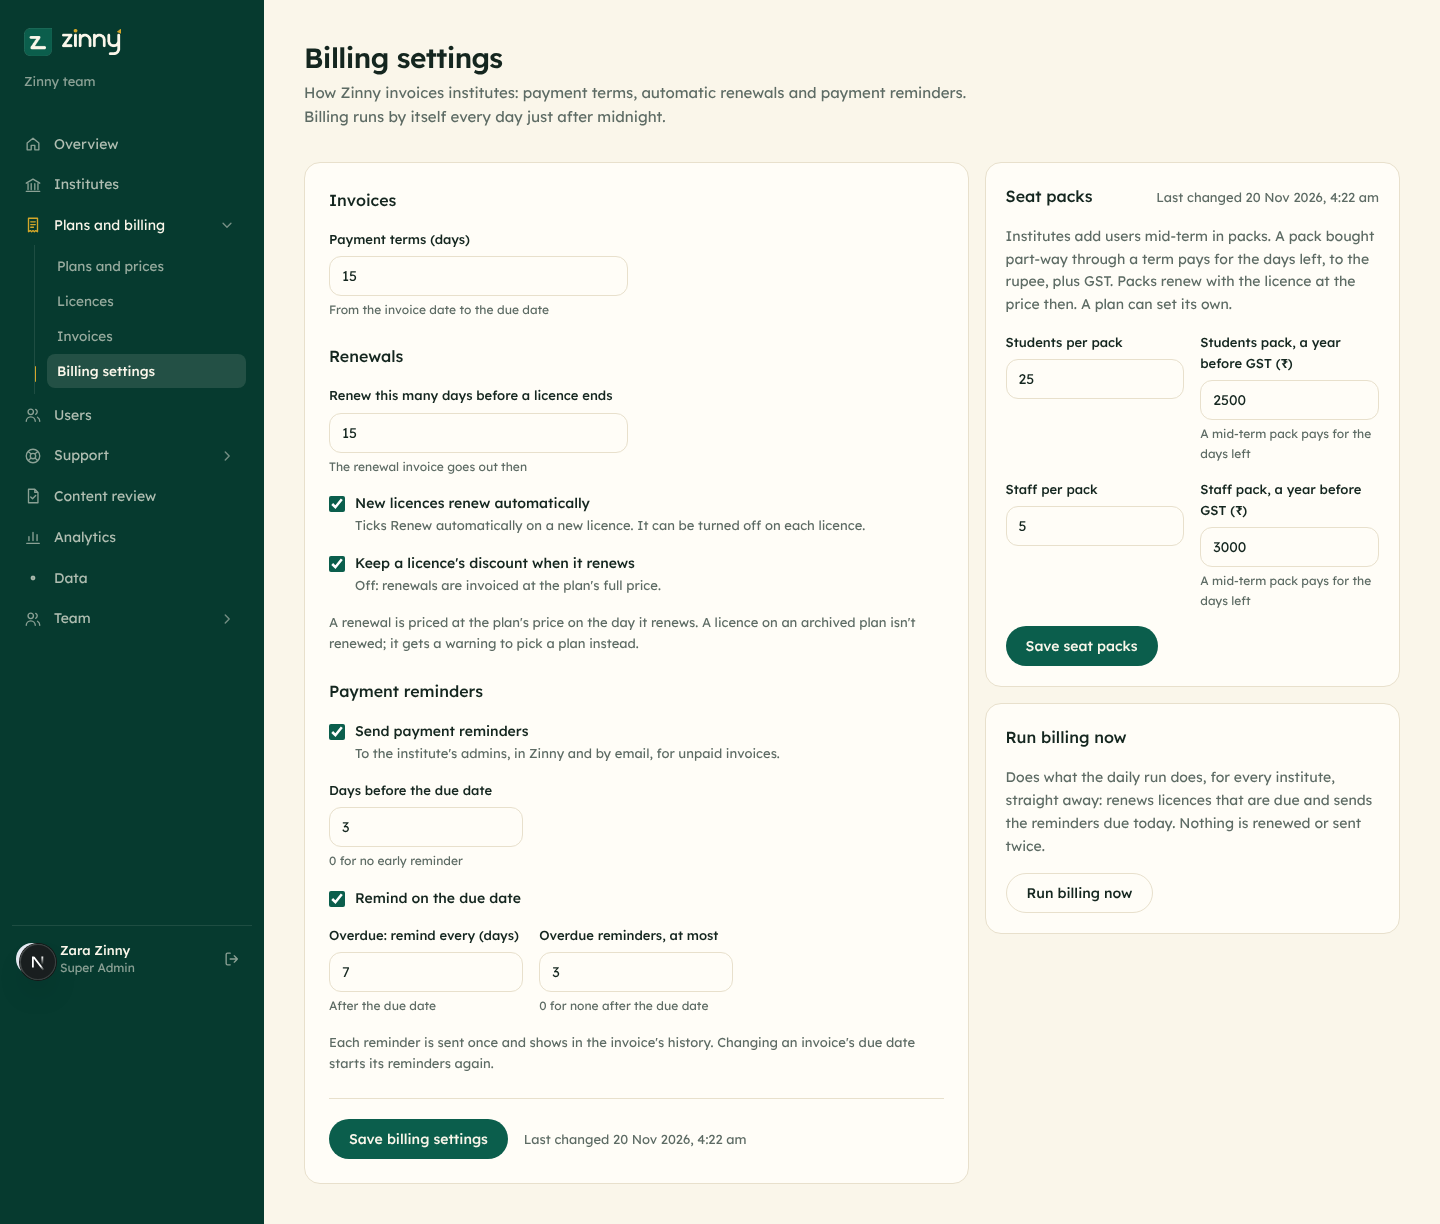 zinny
Zinny team
Overview
Institutes
Plans and billing
Plans and prices
Licences
Invoices
Billing settings
Users
Support
Content review
Analytics
Data
Team
N
Zara Zinny
Super Admin
Billing settings
How Zinny invoices institutes: payment terms, automatic renewals and payment reminders.
Billing runs by itself every day just after midnight.
Invoices
Payment terms (days)
15
From the invoice date to the due date
Renewals
Renew this many days before a licence ends
15
The renewal invoice goes out then
New licences renew automatically
Ticks Renew automatically on a new licence. It can be turned off on each licence.
Keep a licence's discount when it renews
Off: renewals are invoiced at the plan's full price.
A renewal is priced at the plan's price on the day it renews. A licence on an archived plan isn't
renewed; it gets a warning to pick a plan instead.
Payment reminders
Send payment reminders
To the institute's admins, in Zinny and by email, for unpaid invoices.
Days before the due date
3
0 for no early reminder
Remind on the due date
Overdue: remind every (days)
7
After the due date
Overdue reminders, at most
3
0 for none after the due date
Each reminder is sent once and shows in the invoice's history. Changing an invoice's due date
starts its reminders again.
Save billing settings
Last changed 20 Nov 2026, 4:22 am
Seat packs
Last changed 20 Nov 2026, 4:22 am
Institutes add users mid-term in packs. A pack bought
part-way through a term pays for the days left, to the
rupee, plus GST. Packs renew with the licence at the
price then. A plan can set its own.
Students per pack
25
Students pack, a year
before GST (₹)
2500
A mid-term pack pays for the
days left
Staff per pack
5
Staff pack, a year before
GST (₹)
3000
A mid-term pack pays for the
days left
Save seat packs
Run billing now
Does what the daily run does, for every institute,
straight away: renews licences that are due and sends
the reminders due today. Nothing is renewed or sent
twice.
Run billing now